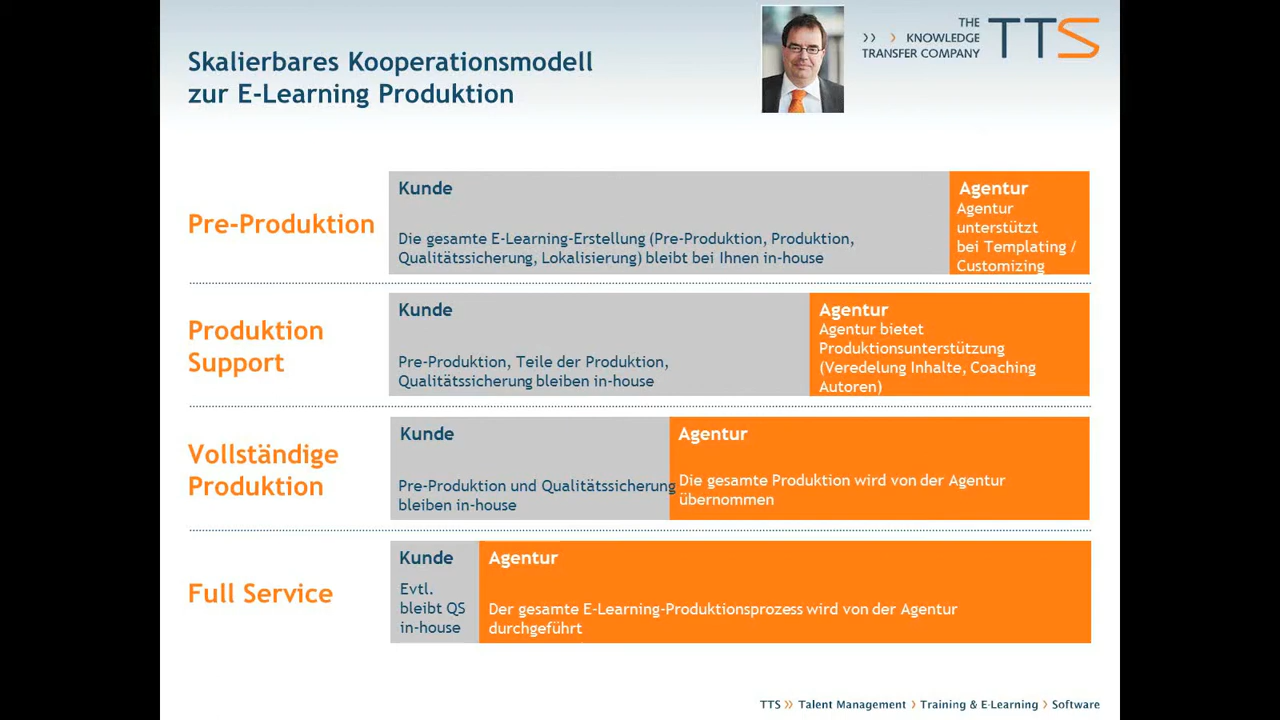 Skalierbares Kooperationsmodell
zur E-Learning Produktion
THE
›› › KNOWLEDGE
TRANSFER COMPANY
TTS
Pre-Produktion
Kunde
Die gesamte E-Learning-Erstellung (Pre-Produktion, Produktion,
Qualitätssicherung, Lokalisierung) bleibt bei Ihnen in-house
Agentur
Agentur
unterstützt
bei Templating /
Customizing
Produktion
Support
Kunde
Pre-Produktion, Teile der Produktion,
Qualitätssicherung bleiben in-house
Agentur
Agentur bietet
Produktionsunterstützung
(Veredelung Inhalte, Coaching
Autoren)
Vollständige
Produktion
Kunde
Pre-Produktion und Qualitätssicherung
bleiben in-house
Agentur
Die gesamte Produktion wird von der Agentur
übernommen
Full Service
Kunde
Evtl.
bleibt QS
in-house
Agentur
Der gesamte E-Learning-Produktionsprozess wird von der Agentur
durchgeführt
TTS ›› Talent Management › Training & E-Learning › Software